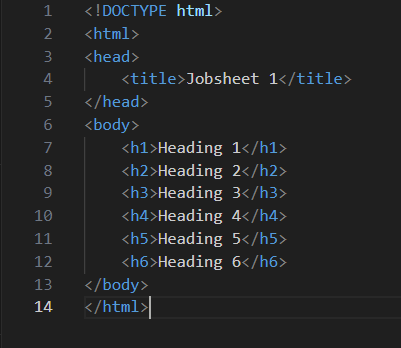 1 <!DOCTYPE html>
2 <html>
3 <head>
4     <title>Jobsheet 1</title>
5 </head>
6 <body>
7     <h1>Heading 1</h1>
8     <h2>Heading 2</h2>
9     <h3>Heading 3</h3>
10     <h4>Heading 4</h4>
11     <h5>Heading 5</h5>
12     <h6>Heading 6</h6>
13 </body>
14 </html>